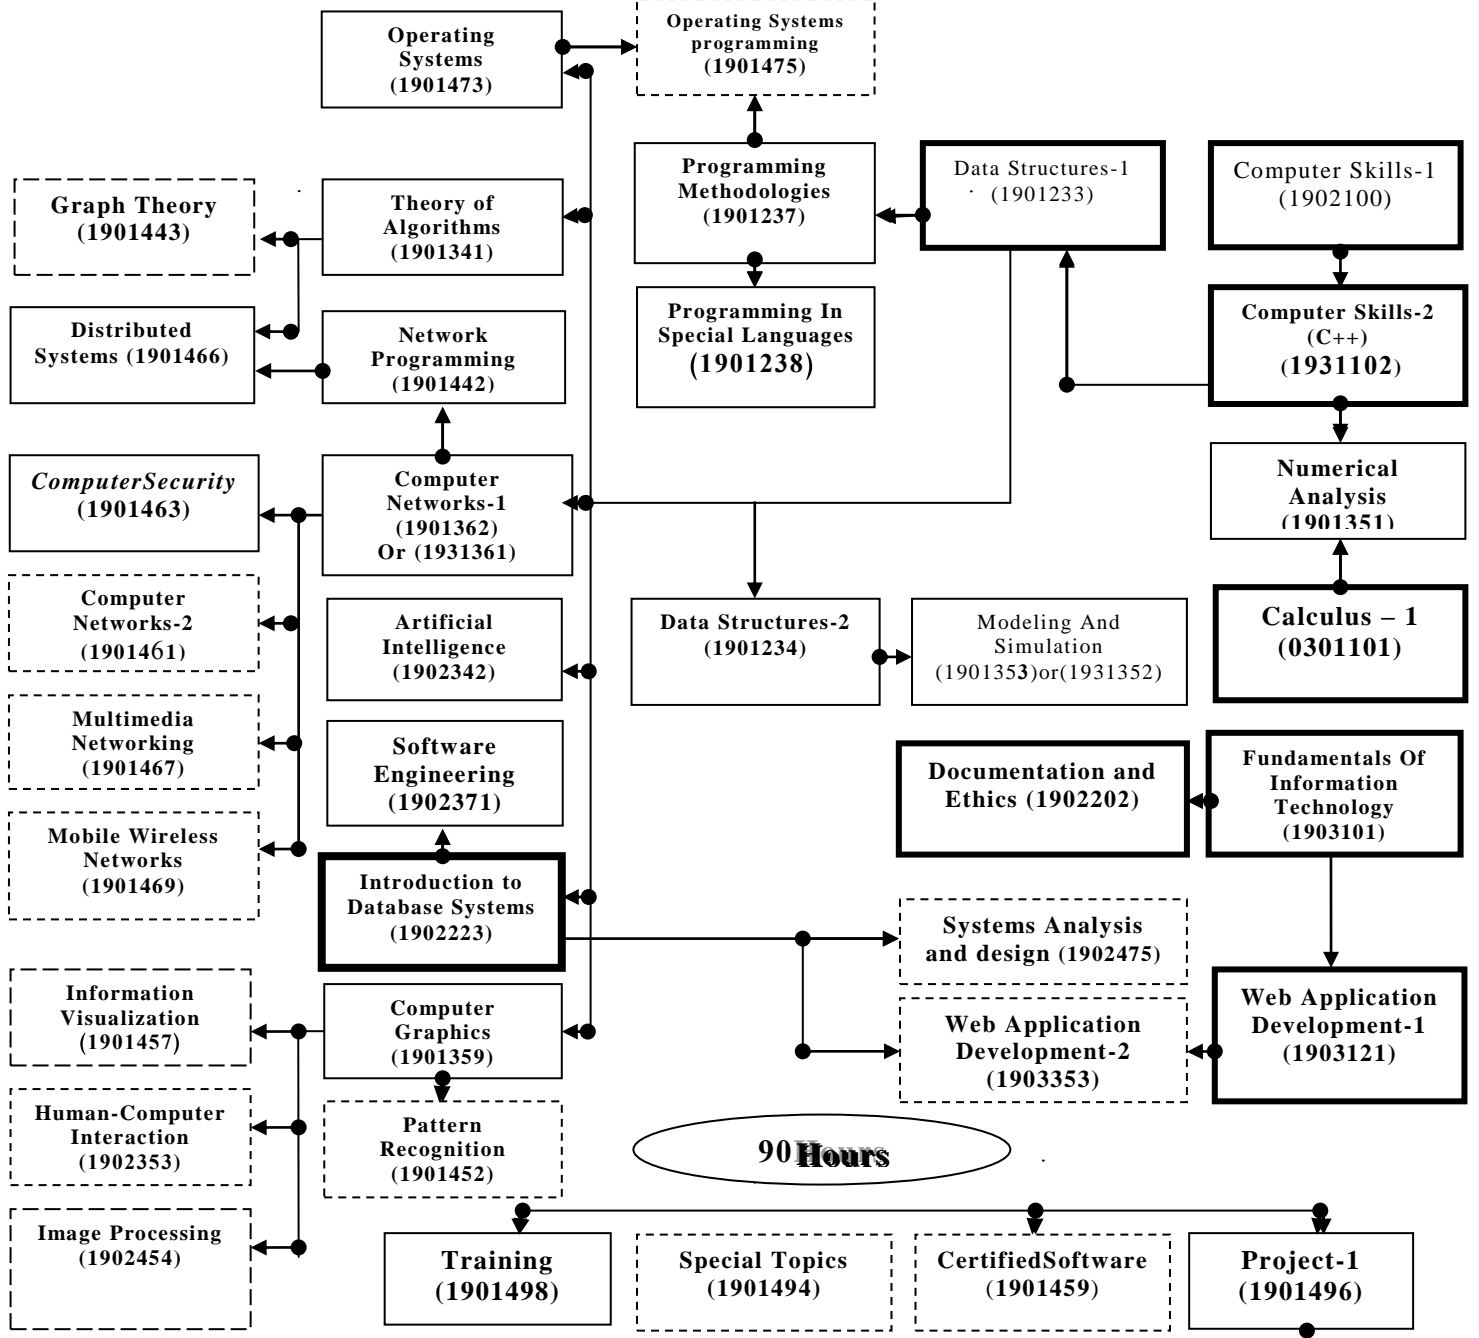 Operating
Systems
(1901473)
Operating Systems
programming
(1901475)
Programming
Methodologies
(1901237)
Data Structures-1
(1901233)
Computer Skills-1
(1902100)
Graph Theory
(1901443)
Theory of
Algorithms
(1901341)
Distributed
Systems (1901466)
Network
Programming
(1901442)
Programming In
Special Languages
(1901238)
Computer Skills-2
(C++)
(1931102)
ComputerSecurity
(1901463)
Computer
Networks-1
(1901362)
Or (1931361)
Numerical
Analysis
(1901351)
Computer
Networks-2
(1901461)
Artificial
Intelligence
(1902342)
Data Structures-2
(1901234)
Modeling And
Simulation
(1901353)or(1931352)
Calculus – 1
(0301101)
Multimedia
Networking
(1901467)
Software
Engineering
(1902371)
Documentation and
Ethics (1902202)
Fundamentals Of
Information
Technology
(1903101)
Mobile Wireless
Networks
(1901469)
Introduction to
Database Systems
(1902223)
Systems Analysis
and design (1902475)
Information
Visualization
(1901457)
Computer
Graphics
(1901359)
Web Application
Development-2
(1903353)
Web Application
Development-1
(1903121)
Human-Computer
Interaction
(1902353)
Pattern
Recognition
(1901452)
90 Hours
Image Processing
(1902454)
Training
(1901498)
Special Topics
(1901494)
CertifiedSoftware
(1901459)
Project-1
(1901496)